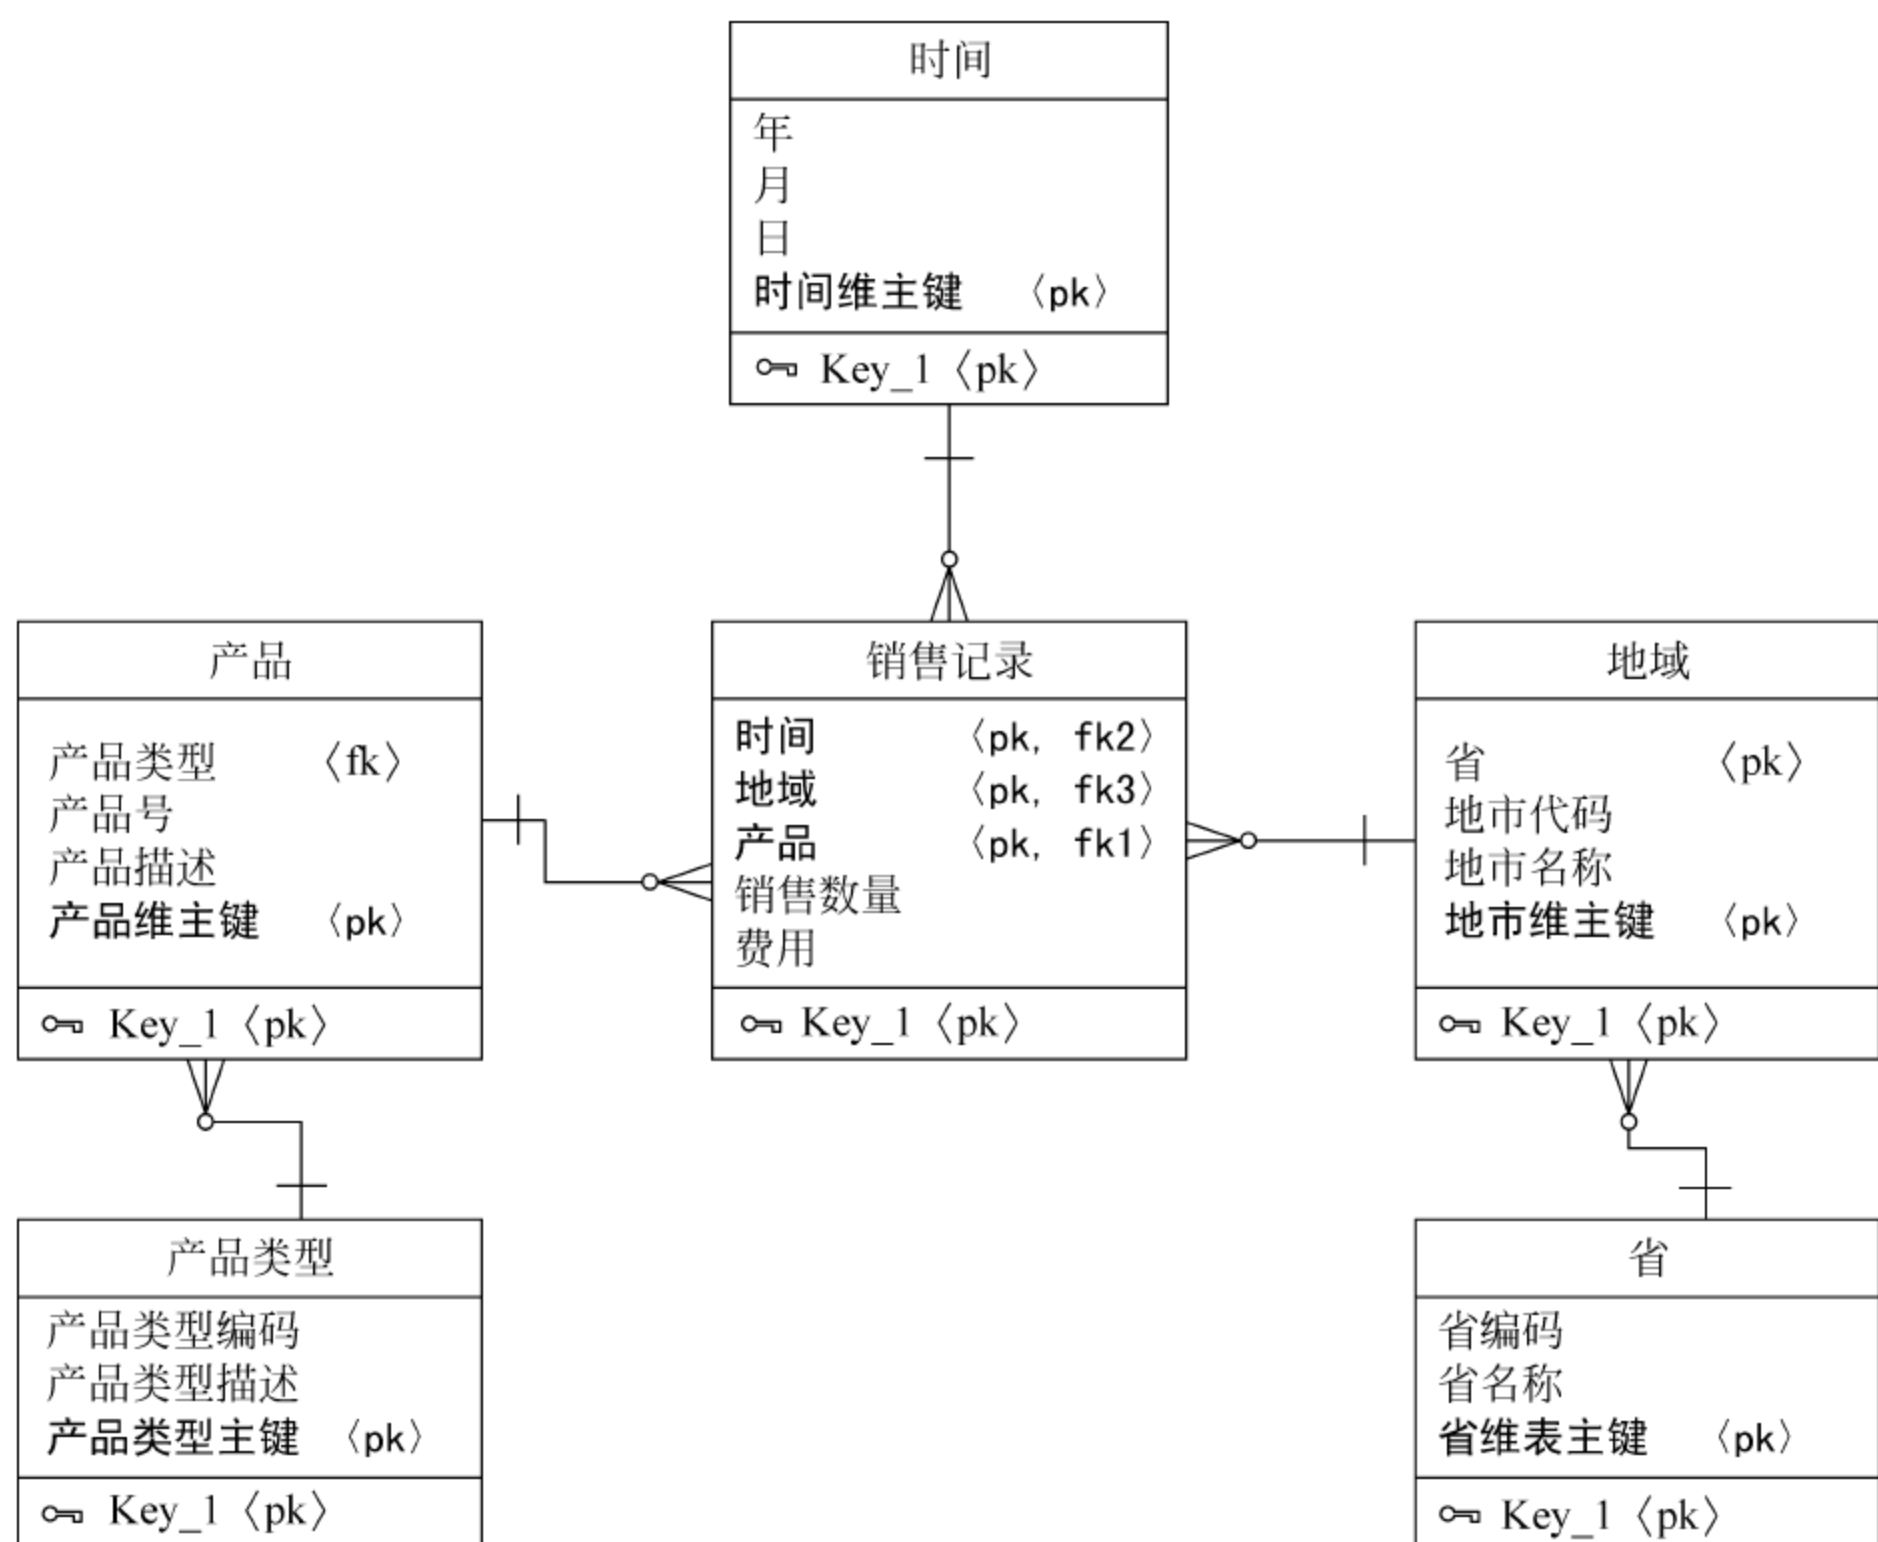 时间
年
月
日
时间维主键 〈pk〉
Key_1〈pk〉
产品
产品类型 〈fk〉
产品号
产品描述
产品维主键 〈pk〉
Key_1〈pk〉
销售记录
时间 〈pk, fk2〉
地域 〈pk, fk3〉
产品 〈pk, fk1〉
销售数量
费用
Key_1〈pk〉
地域
省 〈pk〉
地市代码
地市名称
地市维主键 〈pk〉
Key_1〈pk〉
产品类型
产品类型编码
产品类型描述
产品类型主键 〈pk〉
Key_1〈pk〉
省
省编码
省名称
省维表主键 〈pk〉
Key_1〈pk〉